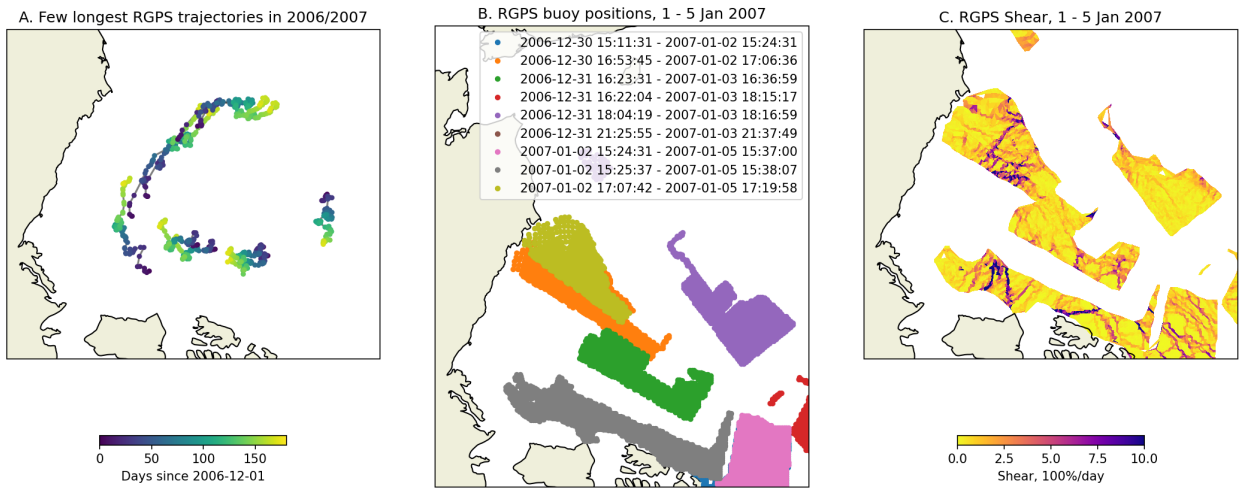 A. Few longest RGPS trajectories in 2006/2007
B. RGPS buoy positions, 1 - 5 Jan 2007
C. RGPS Shear, 1 - 5 Jan 2007
2006-12-30 15:11:31 - 2007-01-02 15:24:31
2006-12-30 16:53:45 - 2007-01-02 17:06:36
2006-12-31 16:23:31 - 2007-01-03 16:36:59
2006-12-31 16:22:04 - 2007-01-03 18:15:17
2006-12-31 18:04:19 - 2007-01-03 18:16:59
2006-12-31 21:25:55 - 2007-01-03 21:37:49
2007-01-02 15:24:31 - 2007-01-05 15:37:00
2007-01-02 15:25:37 - 2007-01-05 15:38:07
2007-01-02 17:07:42 - 2007-01-05 17:19:58
0 50 100 150
Days since 2006-12-01
0.0 2.5 5.0 7.5 10.0
Shear, 100%/day